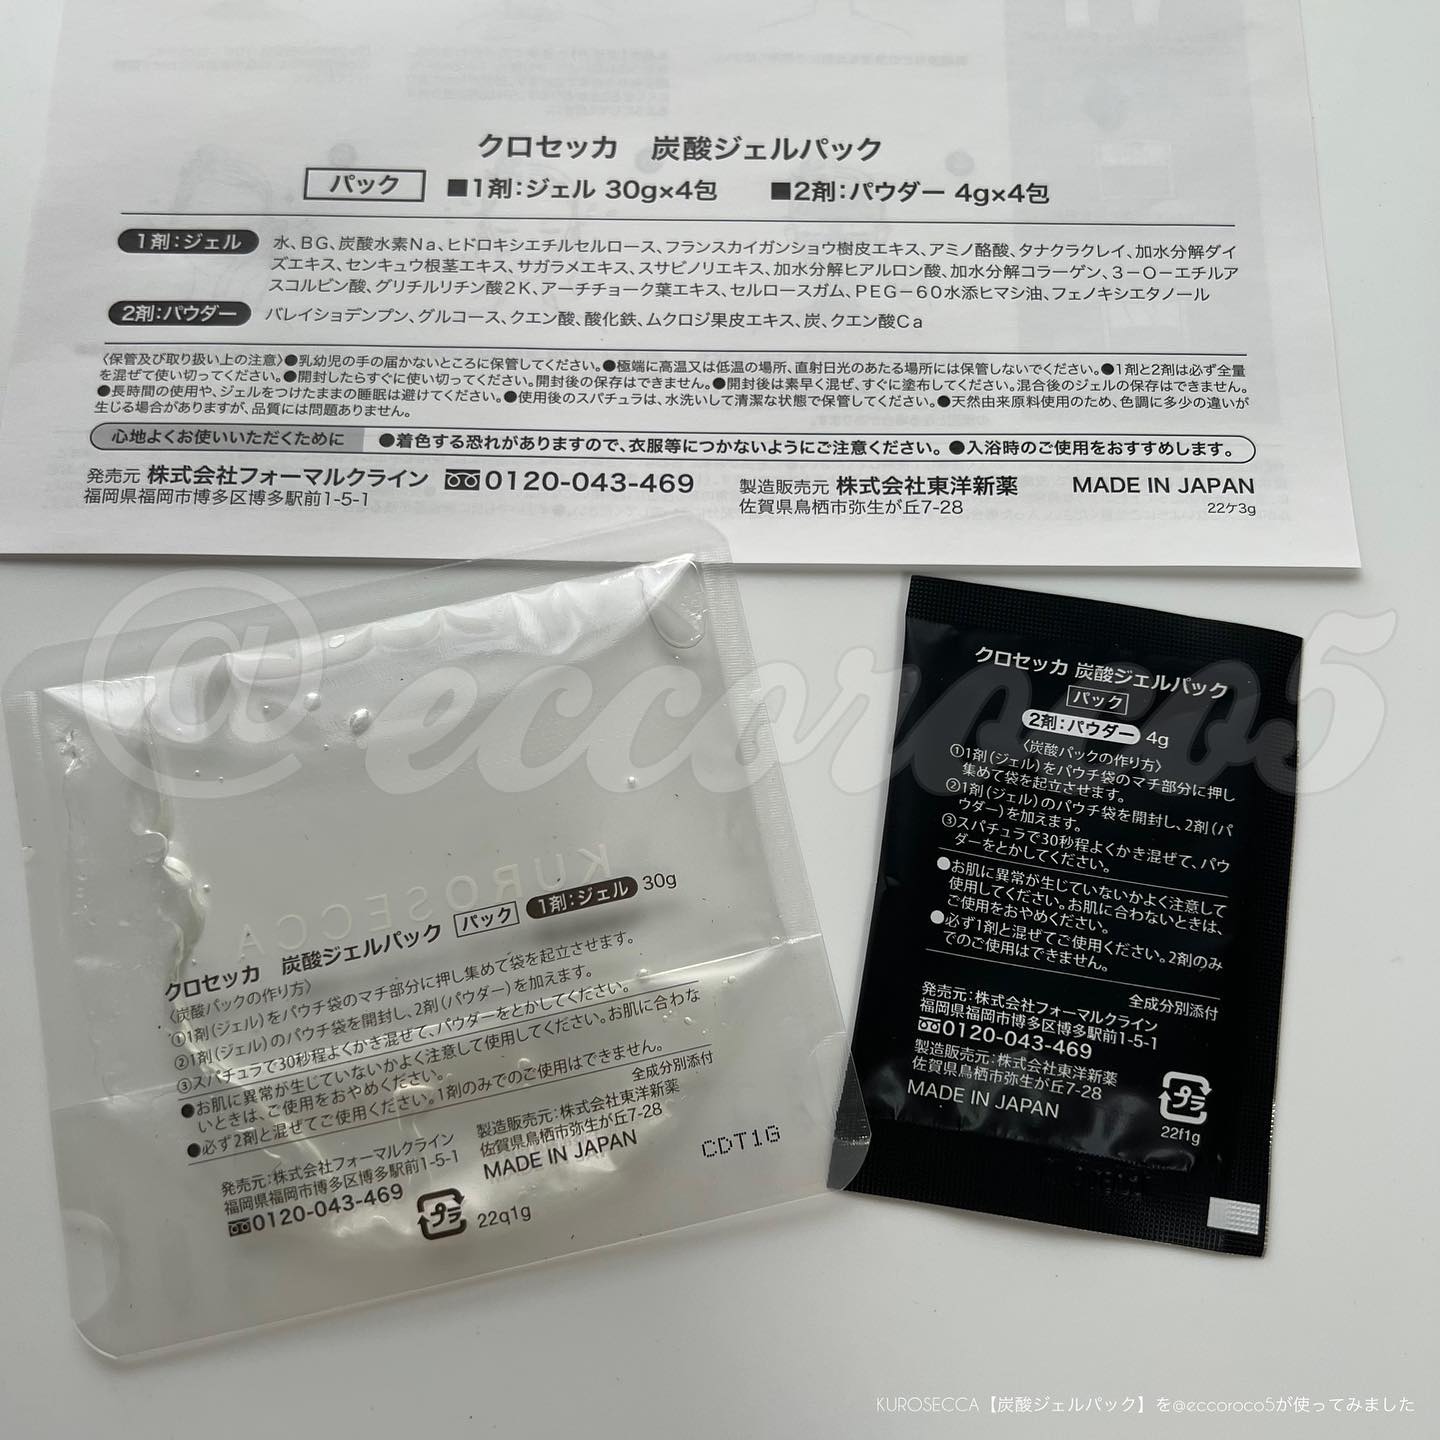 クロセッカ 炭酸ジェルパック
パック ■1剤:ジェル 30g×4包 ■2剤:パウダー 4g×4包
1剤:ジェル 水、BG、炭酸水素Na、ヒドロキシエチルセルロース、フランスカイガンショウ樹皮エキス、アミノ酪酸、タナクラクレイ、加水分解ダイ
ズエキス、センキュウ根茎エキス、サガラメエキス、スサビノリエキス、加水分解ヒアルロン酸、加水分解コラーゲン、3-O-エチルア
スコルビン酸、グリチルリチン酸2K、アーチチョーク葉エキス、セルロースガム、PEG-60水添ヒマシ油、フェノキシエタノール
2剤:パウダー バレイショデンプン、グルコース、クエン酸、酸化鉄、ムクロジ果皮エキス、炭、クエン酸Ca
〈保管及び取り扱い上の注意〉●乳幼児の手の届かないところに保管してください。●極端に高温又は低温の場所、直射日光のあたる場所には保管しないでください。●1剤と2剤は必ず全量
を混ぜて使い切ってください。●開封したらすぐに使い切ってください。開封後の保存はできません。●開封後は素早く混ぜ、すぐに塗布してください。混合後のジェルの保存はできません。
●長時間の使用や、ジェルをつけたままの睡眠は避けてください。●使用後のスパチュラは、水洗いして清潔な状態で保管してください。●天然由来原料使用のため、色調に多少の違いが
生じる場合がありますが、品質には問題ありません。
心地よくお使いいただくために ●着色する恐れがありますので、衣服等につかないようにご注意ください。●入浴時のご使用をおすすめします。
発売元 株式会社フォーマルクライン 0120-043-469 製造販売元 株式会社東洋新薬 MADE IN JAPAN
福岡県福岡市博多区博多駅前1-5-1 佐賀県鳥栖市弥生が丘7-28 22ケ3g
@eccoroco5
KUROSECCA
クロセッカ 炭酸ジェルパック パック 1剤:ジェル 30g
〈炭酸パックの作り方〉
①1剤(ジェル)をパウチ袋のマチ部分に押し集めて袋を起立させます。
②1剤(ジェル)のパウチ袋を開封し、2剤(パウダー)を加えます。
③スパチュラで30秒程よくかき混ぜて、パウダーをとかしてください。
●お肌に異常が生じていないかよく注意して使用してください。お肌に合わな
いときは、ご使用をおやめください。
●必ず2剤と混ぜてご使用ください。1剤のみでのご使用はできません。
全成分別添付
発売元:株式会社フォーマルクライン
福岡県福岡市博多区博多駅前1-5-1
0120-043-469
製造販売元:株式会社東洋新薬
佐賀県鳥栖市弥生が丘7-28
MADE IN JAPAN
プラ 22q1g
CDT1G
クロセッカ 炭酸ジェルパック
パック
2剤:パウダー 4g
〈炭酸パックの作り方〉
①1剤(ジェル)をパウチ袋のマチ部分に押し
集めて袋を起立させます。
②1剤(ジェル)のパウチ袋を開封し、2剤(パ
ウダー)を加えます。
③スパチュラで30秒程よくかき混ぜて、パウ
ダーをとかしてください。
●お肌に異常が生じていないかよく注意して
使用してください。お肌に合わないときは、
ご使用をおやめください。
●必ず1剤と混ぜてご使用ください。2剤のみ
でのご使用はできません。
全成分別添付
発売元:株式会社フォーマルクライン
福岡県福岡市博多区博多駅前1-5-1
0120-043-469
製造販売元:株式会社東洋新薬
佐賀県鳥栖市弥生が丘7-28
MADE IN JAPAN
プラ
22f1g
KUROSECCA【炭酸ジェルパック】を@eccoroco5が使ってみました